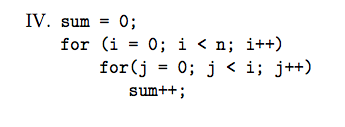 IV. sum = 0;
for (i = 0; i < n; i++)
for(j = 0; j < i; j++)
sum++;